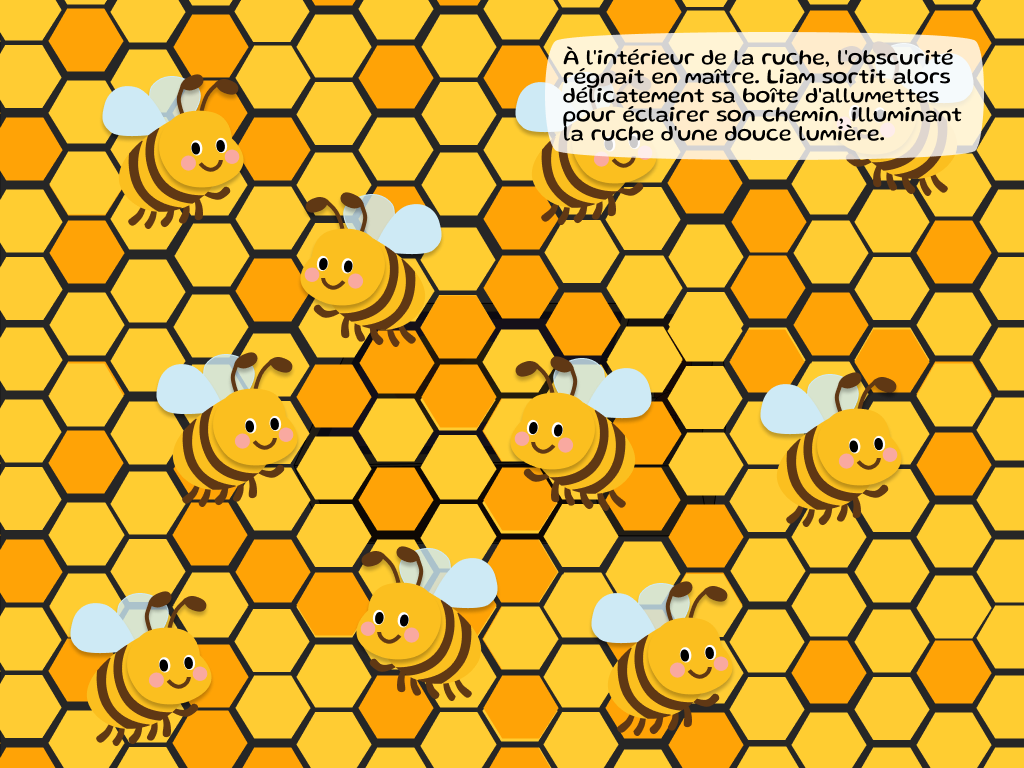 À l'intérieur de la ruche, l'obscurité
régnait en maître. Liam sortit alors
délicatement sa boîte d'allumettes
pour éclairer son chemin, illuminant
la ruche d'une douce lumière.